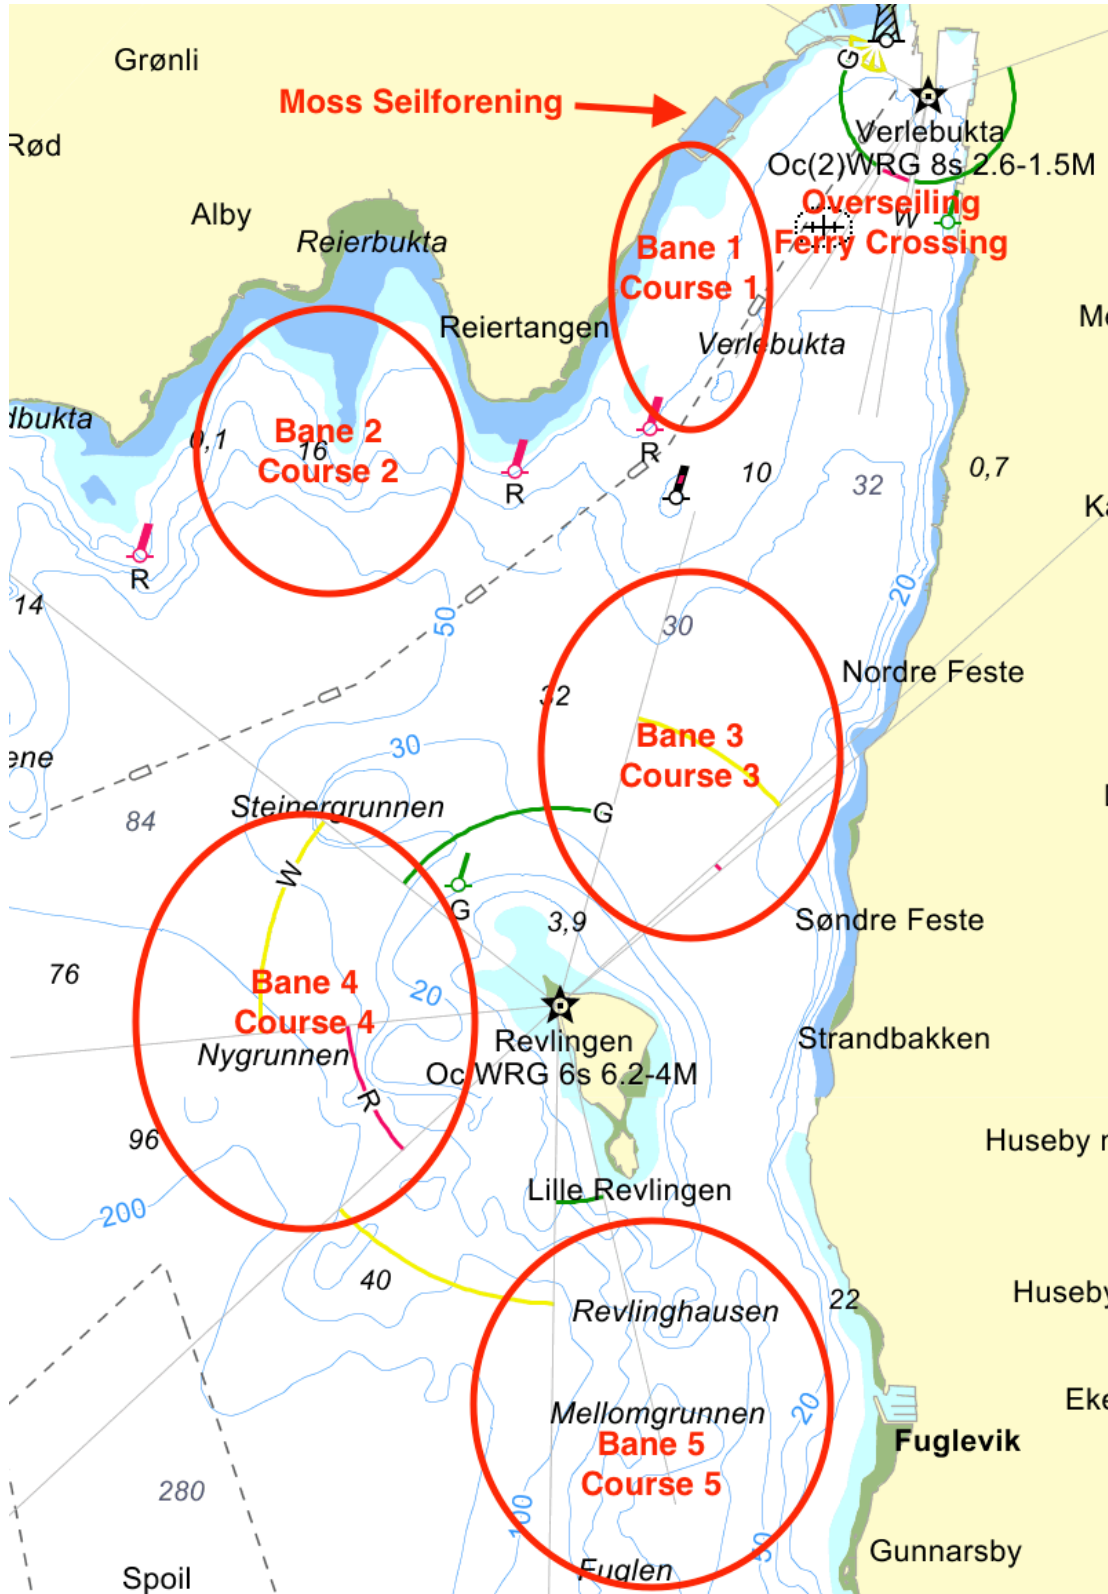 Grønli
G
Moss Seilforening
Rød
Verlebukta
Oc(2)WRG 8s 2.6-1.5M
Alby
Overseiling
W
Reierbukta
Ferry Crossing
Bane 1
Course 1
Reiertangen
Verlebukta
dbukta
0,1
16
Bane 2
Course 2
R
R
10
32
0,7
R
14
50
30
20
Nordre Feste
32
30
Bane 3
Course 3
ene
84
Steinergrunnen
G
W
G
3,9
Søndre Feste
76
Bane 4
Course 4
20
Nygrunnen
Revlingen
Oc WRG 6s 6.2-4M
Strandbakken
R
96
Huseby
200
Lille Revlingen
40
22
Revlinghausen
Huseby
Mellomgrunnen
20
Bane 5
Course 5
Fuglevik
280
100
50
Fuglen
Gunnarsby
Spoil